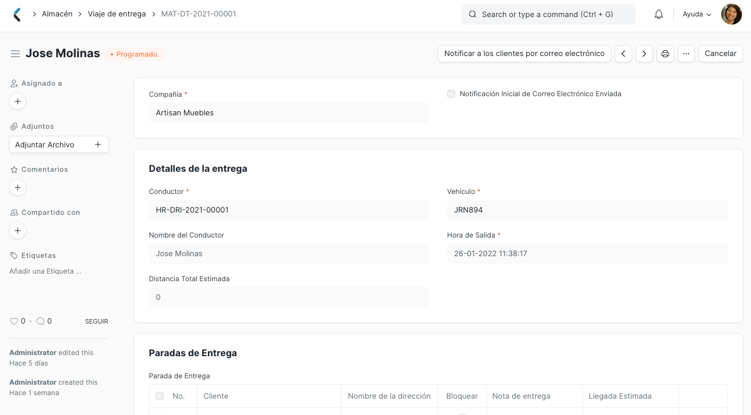 Almacén > Viaje de entrega > MAT-DT-2021-00001
Search or type a command (Ctrl + G)
Ayuda
Jose Molinas
• Programado.
Notificar a los clientes por correo electrónico
Cancelar
Asignado a
Adjuntos
Adjuntar Archivo
Comentarios
Compartido con
Etiquetas
Añadir una Etiqueta ...
0 · 0
SEGUIR
Administrator edited this
Hace 5 días
Administrator created this
Hace 1 semana
Compañía *
Artisan Muebles
Notificación Inicial de Correo Electrónico Enviada
Detalles de la entrega
Conductor *
HR-DRI-2021-00001
Vehículo *
JRN894
Nombre del Conductor
Jose Molinas
Hora de Salida *
26-01-2022 11:38:17
Distancia Total Estimada
0
Paradas de Entrega
Parada de Entrega
No. Cliente Nombre de la dirección Bloquear Nota de entrega Llegada Estimada